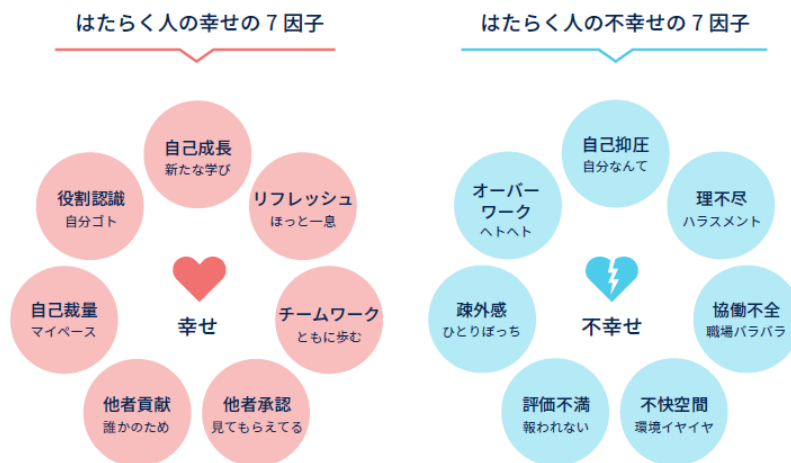 はたらく人の幸せの7因子
自己成長
新たな学び
リフレッシュ
ほっと一息
チームワーク
ともに歩む
他者承認
見てもらえてる
他者貢献
誰かのため
自己裁量
マイペース
役割認識
自分ゴト
幸せ
はたらく人の不幸せの7因子
自己抑圧
自分なんて
理不尽
ハラスメント
協働不全
職場バラバラ
不快空間
環境イヤイヤ
評価不満
報われない
疎外感
ひとりぼっち
オーバー
ワーク
ヘトヘト
不幸せ